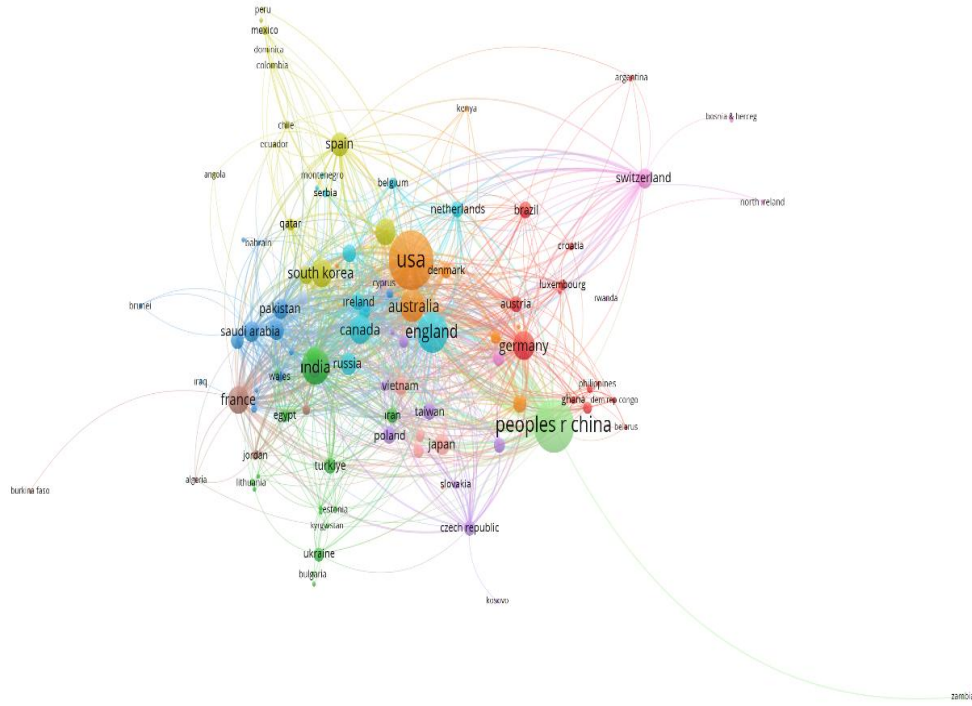 peru
mexico
dominica
colombia
argentina
kenya
bosnia & herceg
chile
ecuador
spain
angola
montenegro
belgium
switzerland
serbia
north ireland
netherlands
brazil
qatar
bahrain
croatia
usa
south korea
denmark
cyprus
luxembourg
rwanda
brunei
pakistan
ireland
australia
austria
saudi arabia
canada
england
germany
india
russia
iraq
wales
vietnam
philippines
france
ghana
dem rep congo
egypt
iran
taiwan
peoples r china
belarus
poland
japan
jordan
turkiye
algeria
lithuania
slovakia
burkina faso
estonia
kyrgyzstan
czech republic
ukraine
bulgaria
kosovo
zambia